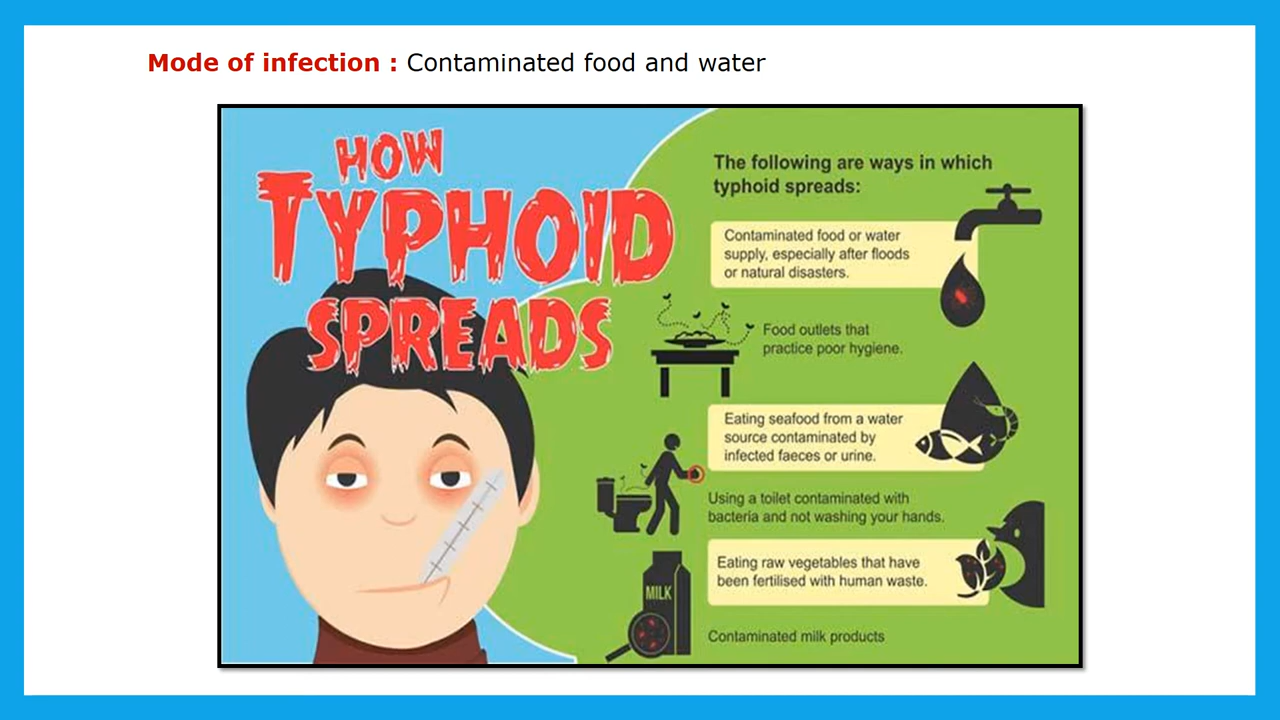 Mode of infection : Contaminated food and water
HOW
TYPHOID
SPREADS
The following are ways in which
typhoid spreads:
Contaminated food or water
supply, especially after floods
or natural disasters.
Food outlets that
practice poor hygiene.
Eating seafood from a water
source contaminated by
infected faeces or urine.
Using a toilet contaminated with
bacteria and not washing your hands.
Eating raw vegetables that have
been fertilised with human waste.
MILK
Contaminated milk products